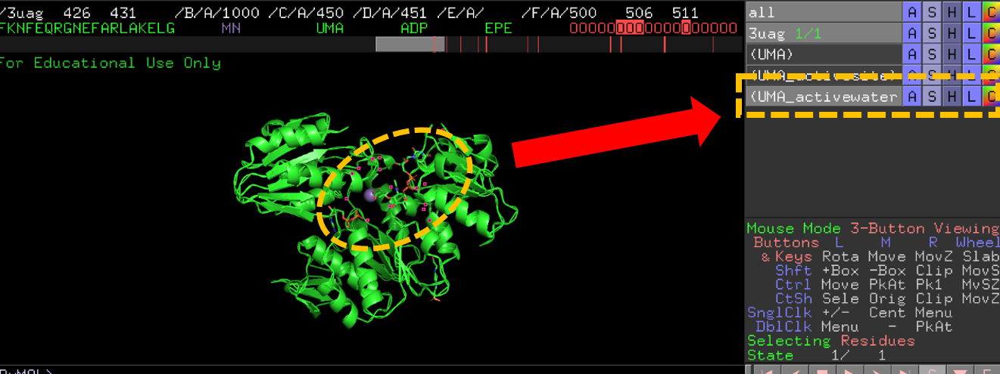 /3uag 426 431 /B/A/1000 /C/A/450 /D/A/451 /E/A/ /F/A/500 506 511
FKNFEQRGNEFARLAKELG MN UMA ADP EPE OOOOOOOOOOOOOOOOOOO
For Educational Use Only
all A S H L C
3uag 1/1 A S H L C
(UMA) A S H L C
(UMA_activesite) A S H L C
(UMA_activewater A S H L C
Mouse Mode 3-Button Viewing
Buttons L M R Wheel
& Keys Rota Move MovZ Slab
Shft +Box -Box Clip MovS
Ctrl Move PkAt Pk1 MvSZ
CtSh Sele Orig Clip MovZ
SnglClk +/- Cent Menu
DblClk Menu - PkAt
Selecting Residues
State 1/ 1